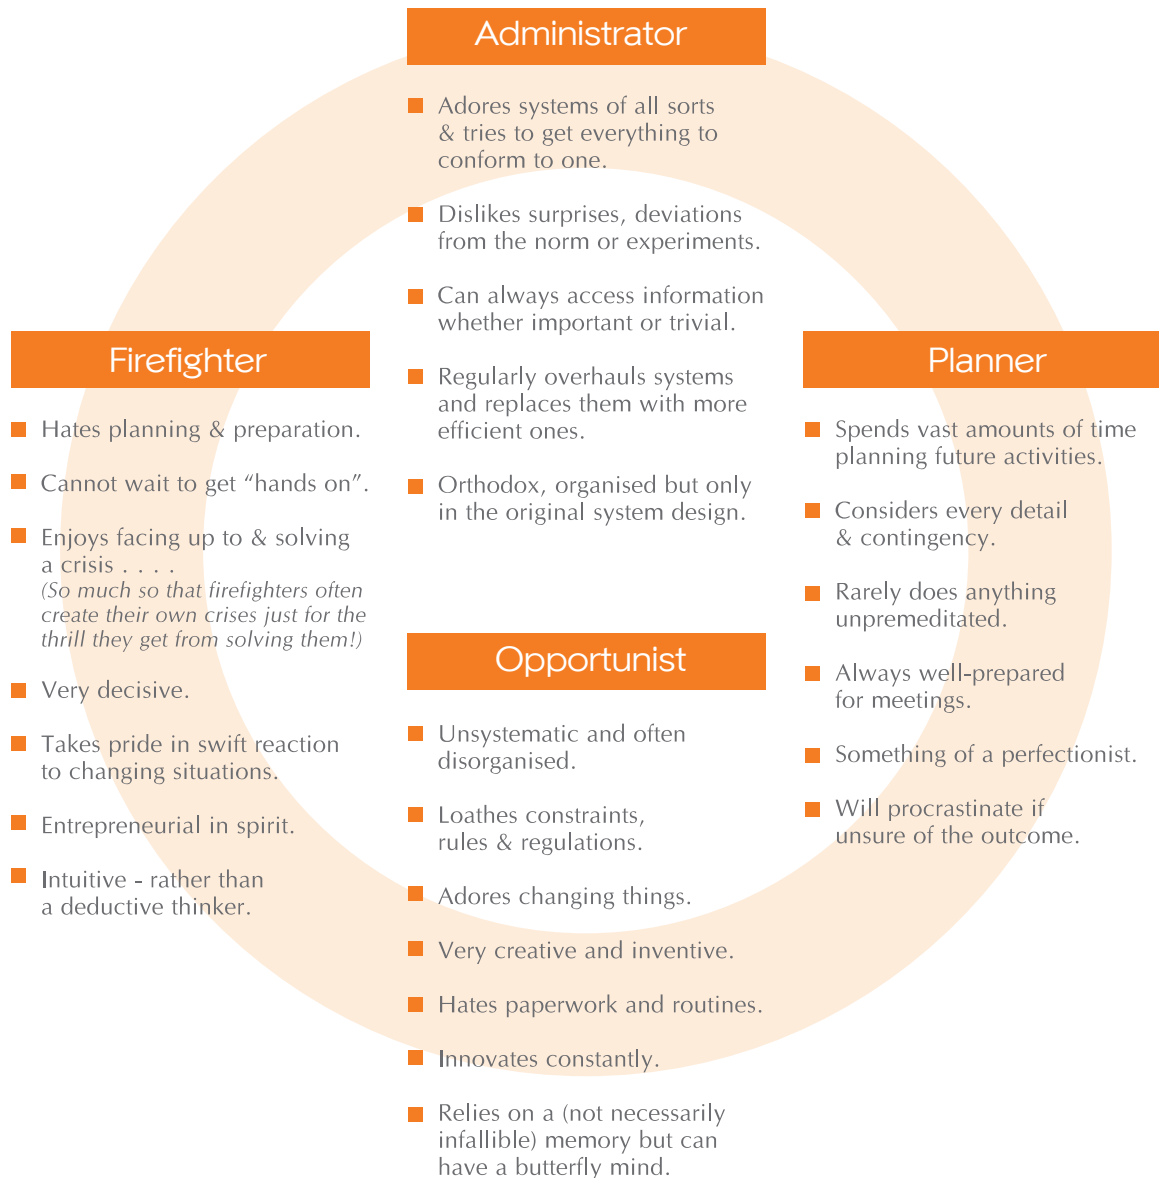 Administrator
Adores systems of all sorts
& tries to get everything to
conform to one.
Dislikes surprises, deviations
from the norm or experiments.
Can always access information
whether important or trivial.
Regularly overhauls systems
and replaces them with more
efficient ones.
Orthodox, organised but only
in the original system design.
Firefighter
Hates planning & preparation.
Cannot wait to get “hands on”.
Enjoys facing up to & solving
a crisis . . . .
(So much so that firefighters often
create their own crises just for the
thrill they get from solving them!)
Very decisive.
Takes pride in swift reaction
to changing situations.
Entrepreneurial in spirit.
Intuitive - rather than
a deductive thinker.
Planner
Spends vast amounts of time
planning future activities.
Considers every detail
& contingency.
Rarely does anything
unpremeditated.
Always well-prepared
for meetings.
Something of a perfectionist.
Will procrastinate if
unsure of the outcome.
Opportunist
Unsystematic and often
disorganised.
Loathes constraints,
rules & regulations.
Adores changing things.
Very creative and inventive.
Hates paperwork and routines.
Innovates constantly.
Relies on a (not necessarily
infallible) memory but can
have a butterfly mind.